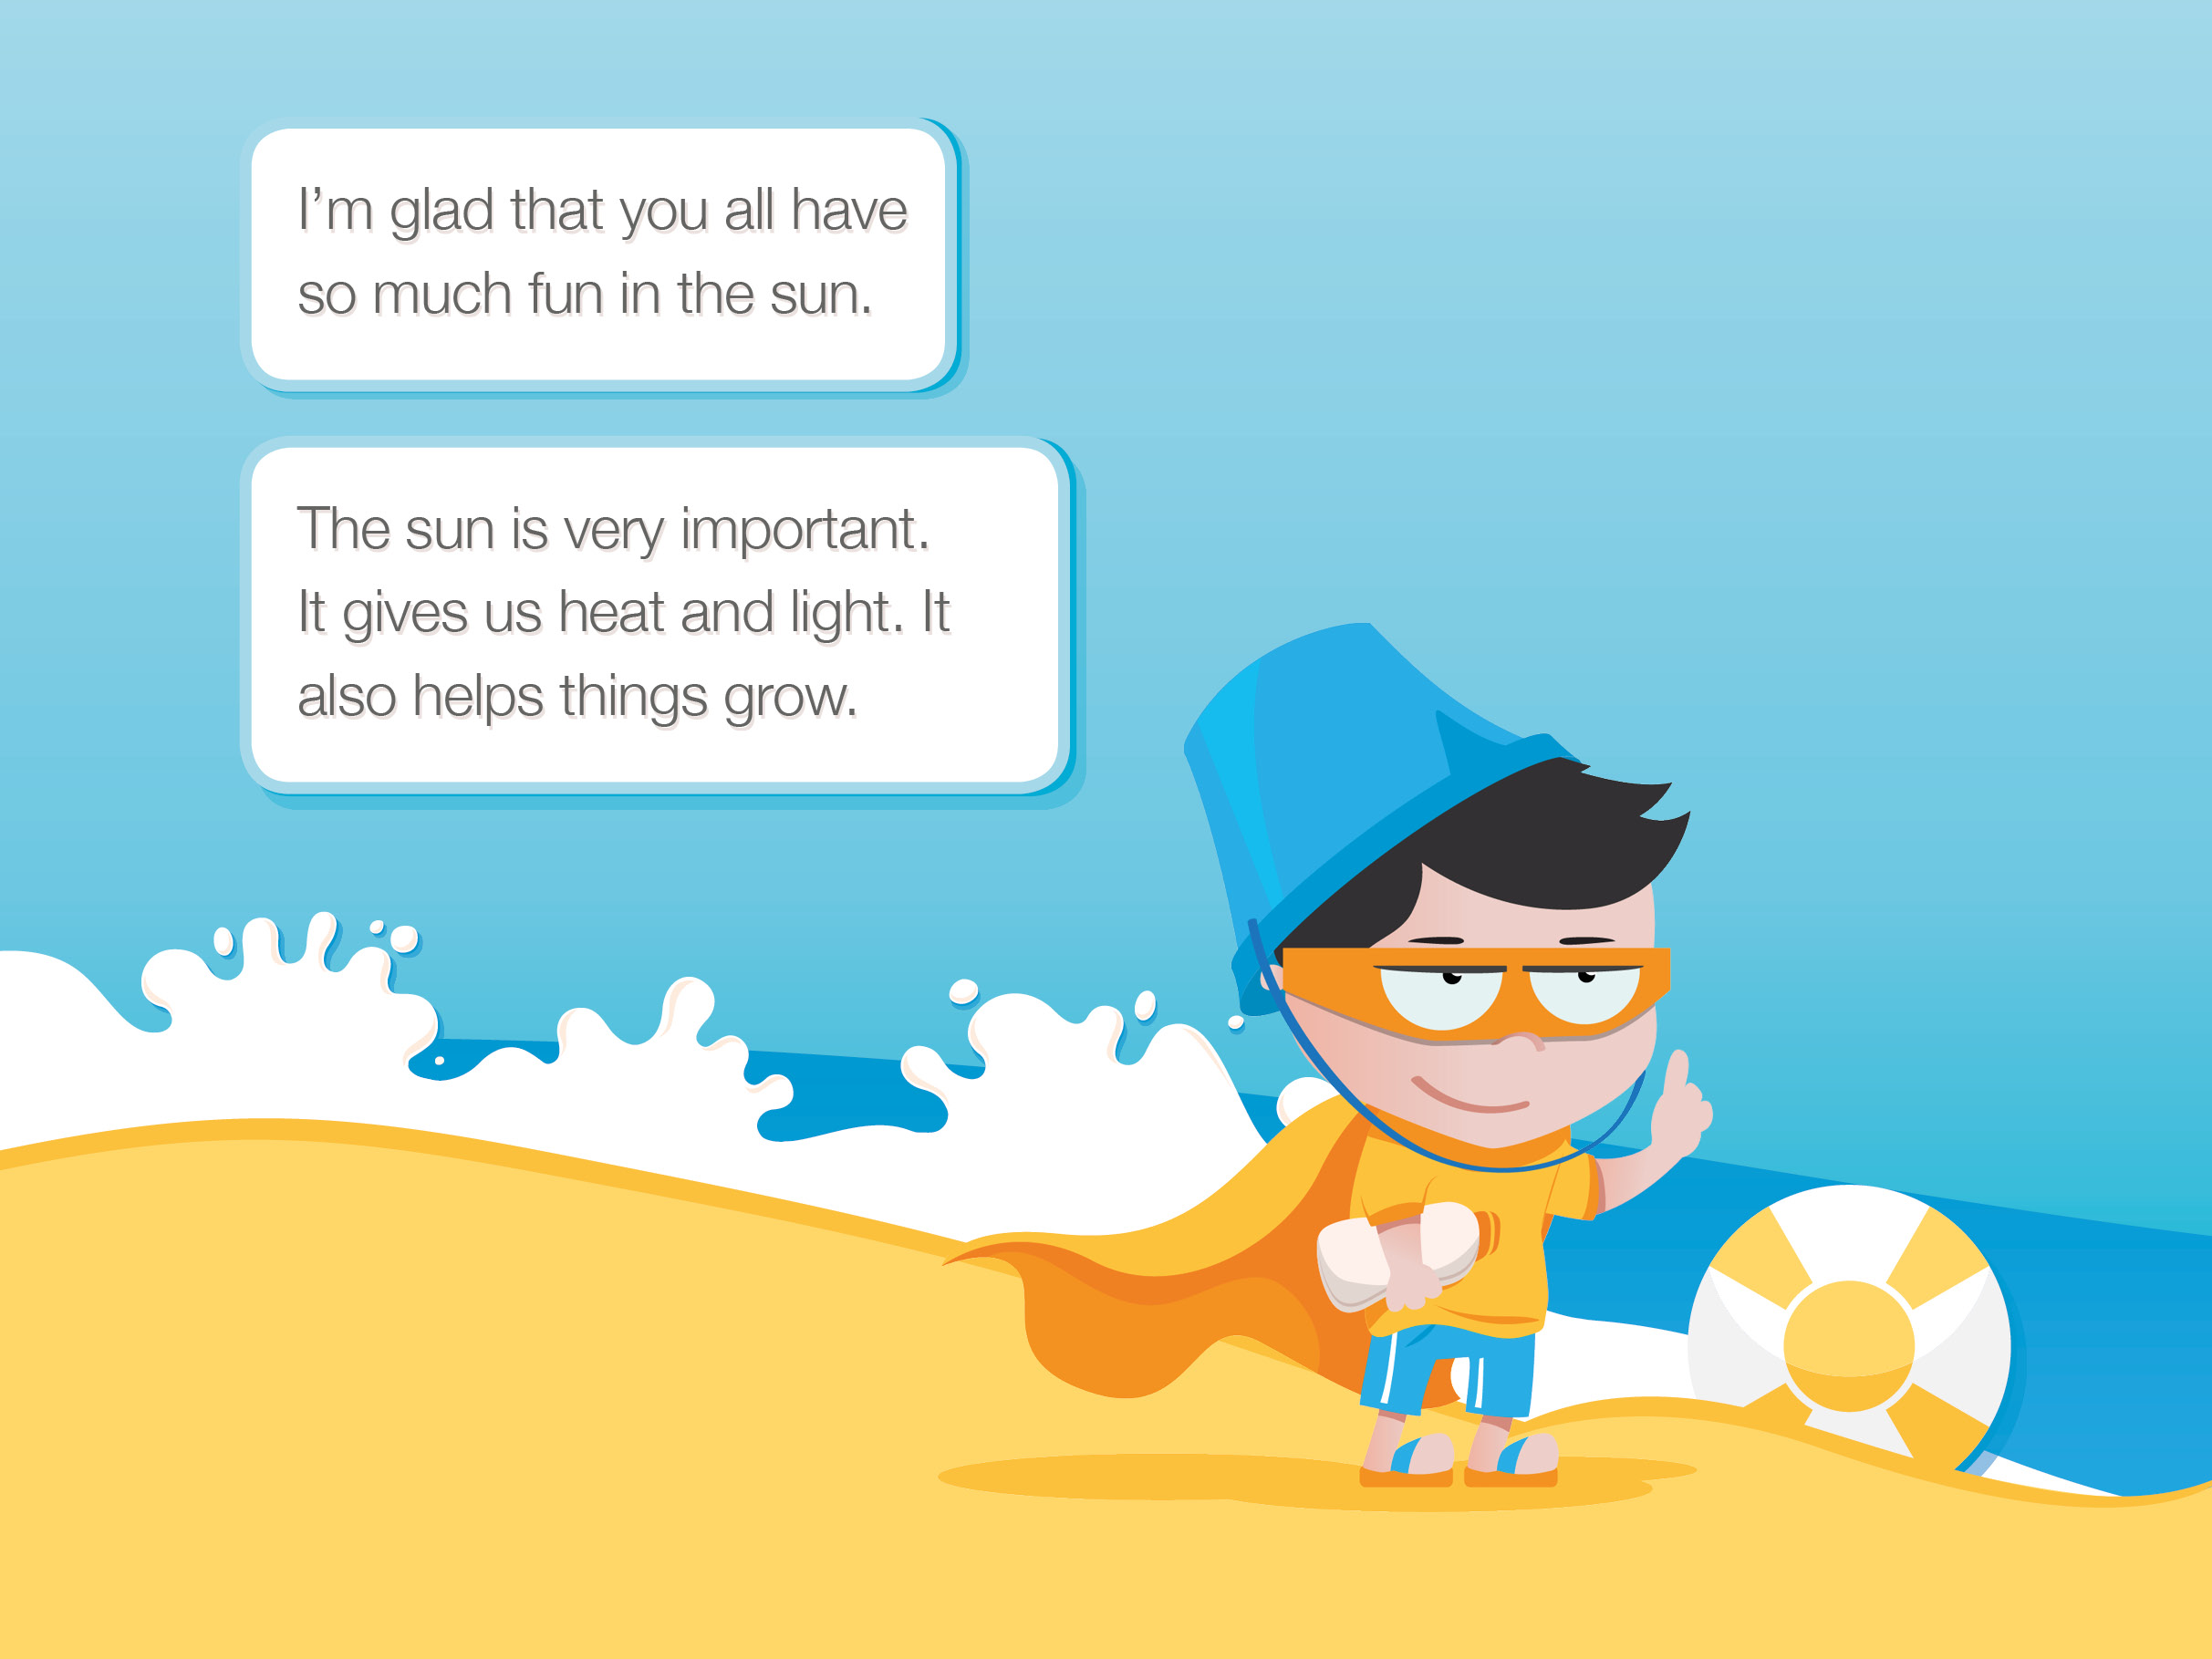 I’m glad that you all have
so much fun in the sun.
The sun is very important.
It gives us heat and light. It
also helps things grow.